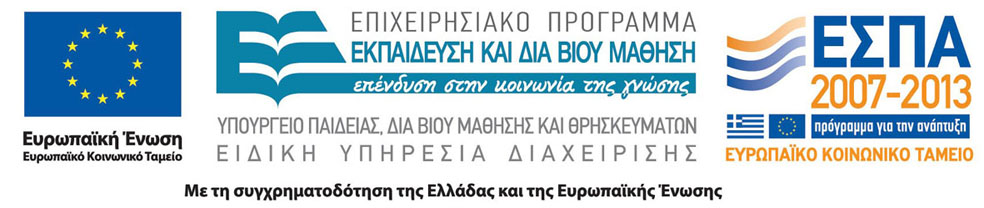 Ευρωπαϊκή Ένωση
Ευρωπαϊκό Κοινωνικό Ταμείο
ΕΠΙΧΕΙΡΗΣΙΑΚΟ ΠΡΟΓΡΑΜΜΑ
ΕΚΠΑΙΔΕΥΣΗ ΚΑΙ ΔΙΑ ΒΙΟΥ ΜΑΘΗΣΗ
επένδυση στην κοινωνία της γνώσης
ΥΠΟΥΡΓΕΙΟ ΠΑΙΔΕΙΑΣ, ΔΙΑ ΒΙΟΥ ΜΑΘΗΣΗΣ ΚΑΙ ΘΡΗΣΚΕΥΜΑΤΩΝ
ΕΙΔΙΚΗ ΥΠΗΡΕΣΙΑ ΔΙΑΧΕΙΡΙΣΗΣ
ΕΣΠΑ
2007-2013
πρόγραμμα για την ανάπτυξη
ΕΥΡΩΠΑΪΚΟ ΚΟΙΝΩΝΙΚΟ ΤΑΜΕΙΟ
Με τη συγχρηματοδότηση της Ελλάδας και της Ευρωπαϊκής Ένωσης